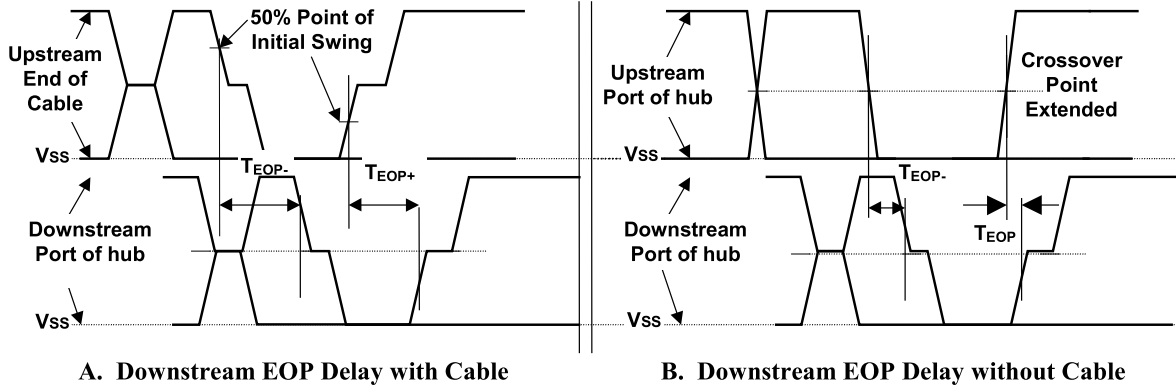 50% Point of
Initial Swing
Upstream
End of
Cable
VSS
TEOP-
TEOP+
Downstream
Port of hub
VSS
A. Downstream EOP Delay with Cable
Upstream
Port of hub
Crossover
Point
Extended
VSS
TEOP-
TEOP
Downstream
Port of hub
VSS
B. Downstream EOP Delay without Cable